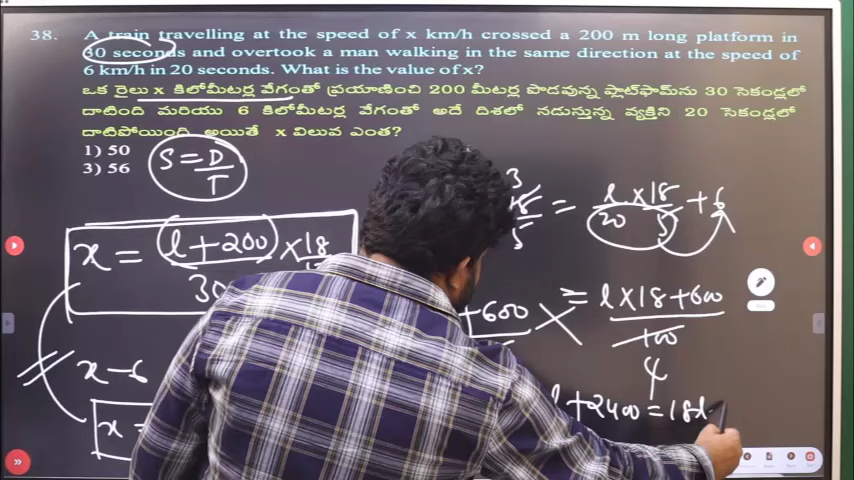 38. A train travelling at the speed of x km/h crossed a 200 m long platform in
30 seconds and overtook a man walking in the same direction at the speed of
6 km/h in 20 seconds. What is the value of x?
ఒక రైలు x కిలోమీటర్ల వేగంతో ప్రయాణించి 200 మీటర్ల పొడవున్న ప్లాట్‌ఫామ్‌ను 30 సెకండ్లలో
దాటింది మరియు 6 కిలోమీటర్ల వేగంతో అదే దిశలో నడుస్తున్న వ్యక్తిని 20 సెకండ్లలో
దాటిపోయింది అయితే x విలువ ఎంత?
1) 50
3) 56
S = D/T
x = (l + 200)/30 × 18
= l × 18/20 5 + 6
+600 = l × 18 + 600/100
4
x - 6
+ 2400 = 18l
x =